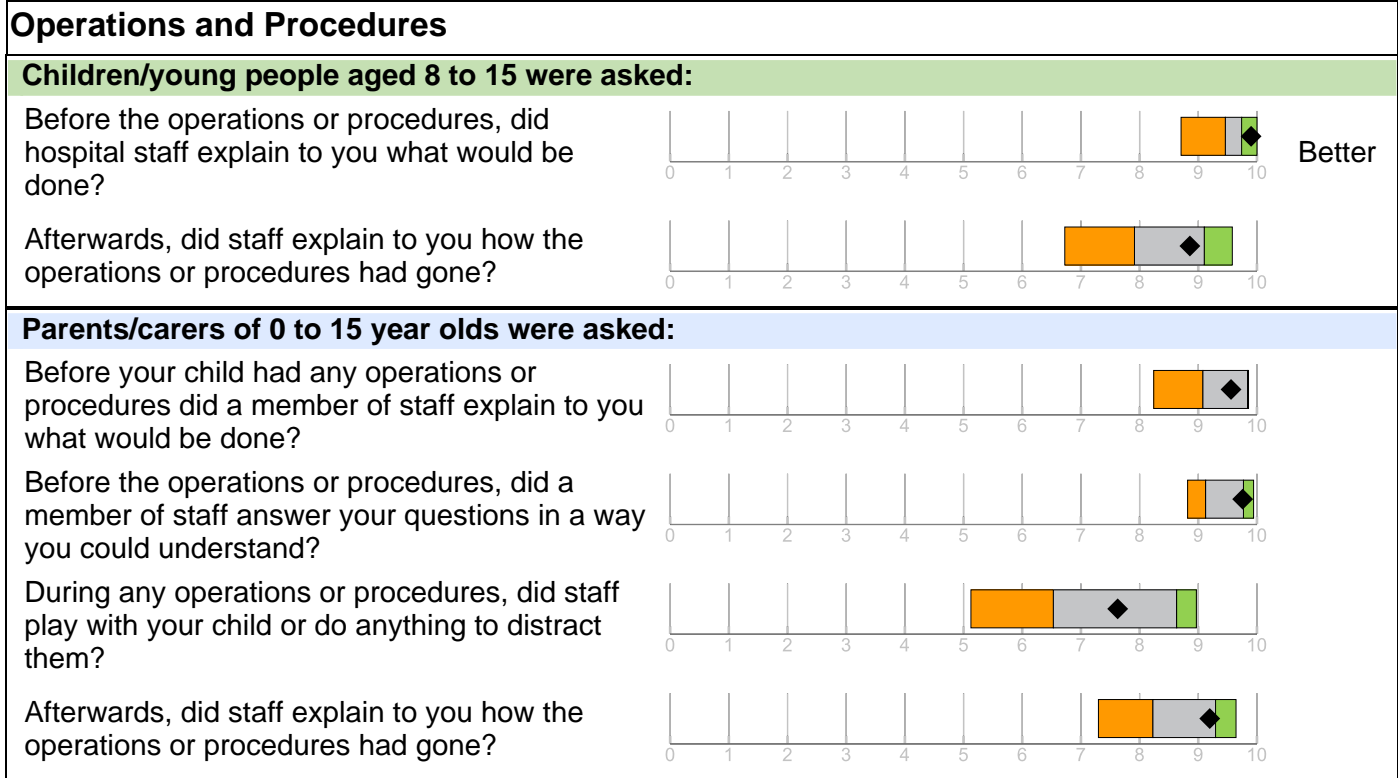 Operations and Procedures
Children/young people aged 8 to 15 were asked:
Before the operations or procedures, did
hospital staff explain to you what would be
done?
0 1 2 3 4 5 6 7 8 9 10
Better
Afterwards, did staff explain to you how the
operations or procedures had gone?
0 1 2 3 4 5 6 7 8 9 10
Parents/carers of 0 to 15 year olds were asked:
Before your child had any operations or
procedures did a member of staff explain to you
what would be done?
0 1 2 3 4 5 6 7 8 9 10
Before the operations or procedures, did a
member of staff answer your questions in a way
you could understand?
0 1 2 3 4 5 6 7 8 9 10
During any operations or procedures, did staff
play with your child or do anything to distract
them?
0 1 2 3 4 5 6 7 8 9 10
Afterwards, did staff explain to you how the
operations or procedures had gone?
0 1 2 3 4 5 6 7 8 9 10